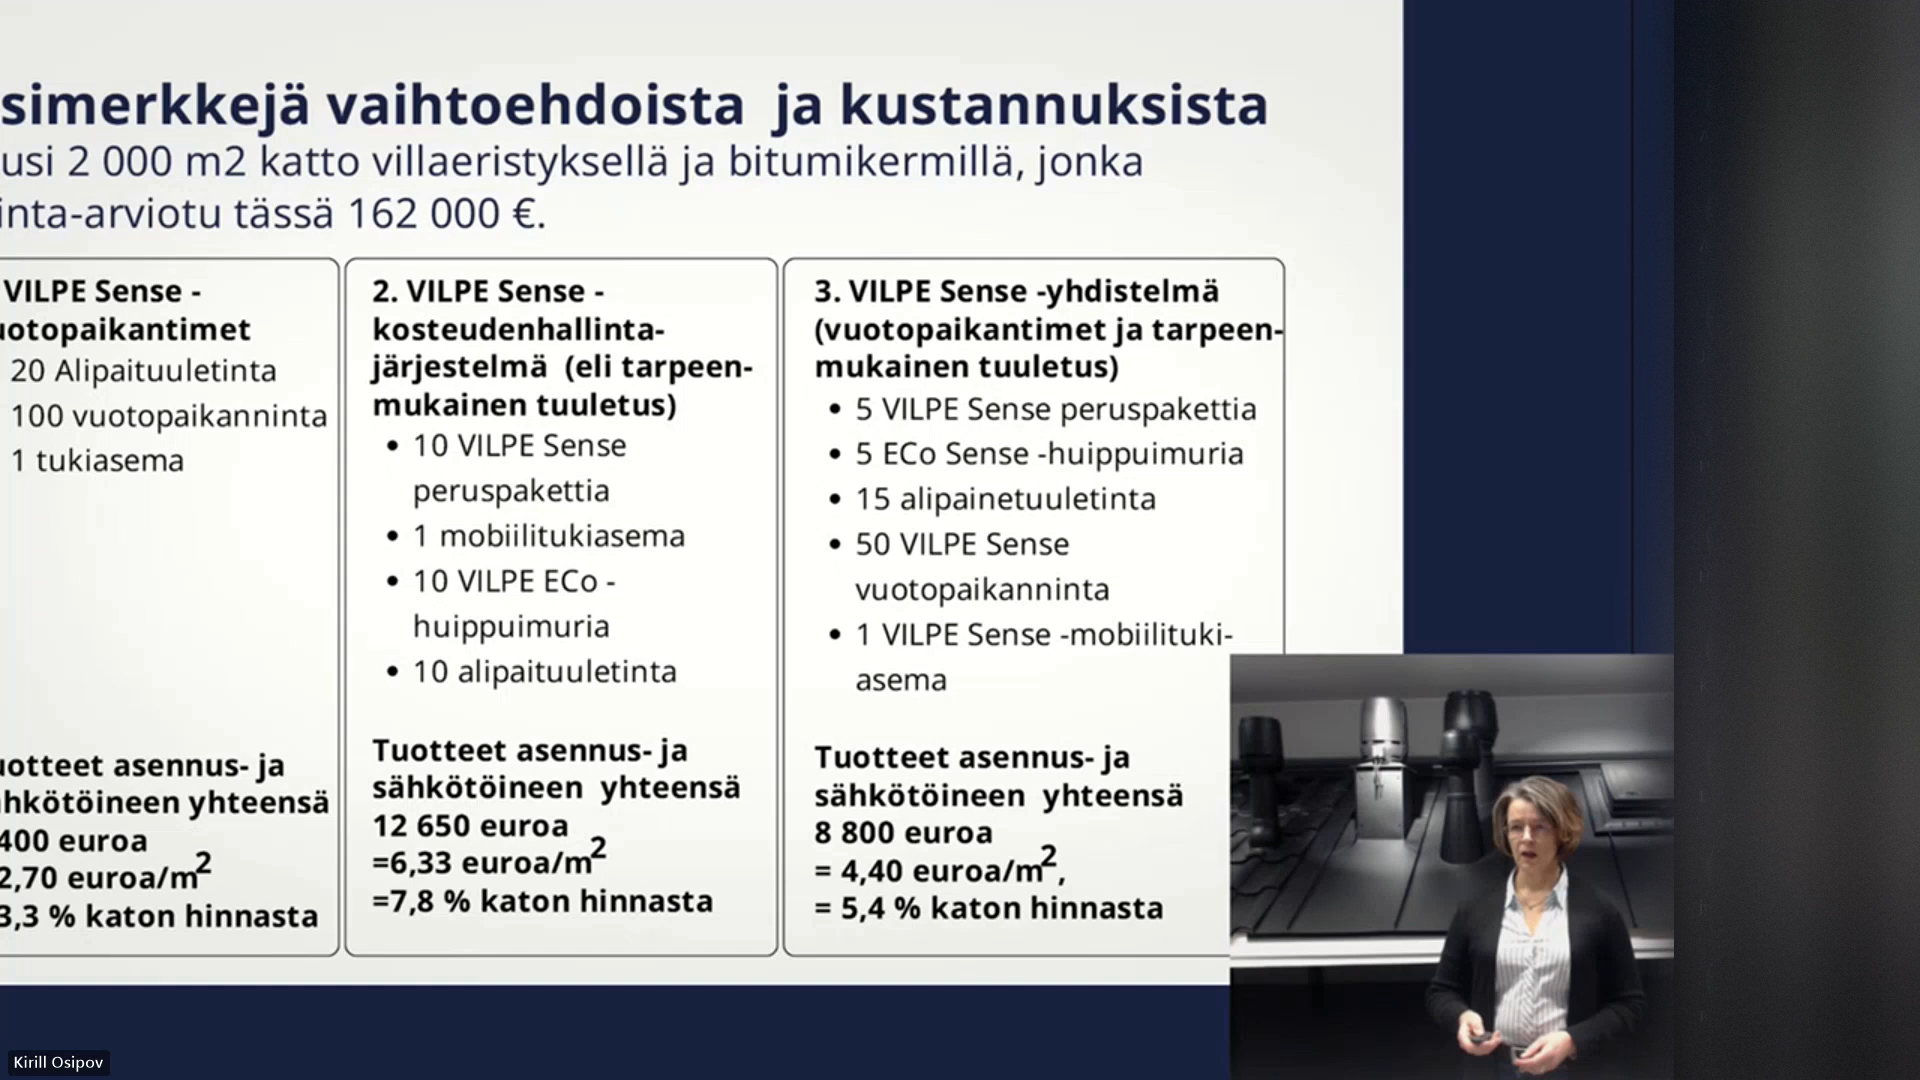 simerkkejä vaihtoehdoista ja kustannuksista
usi 2 000 m2 katto villaeristyksellä ja bitumikermillä, jonka
inta-arviotu tässä 162 000 €.
VILPE Sense -
uotopaikantimet
20 Alipaituuletinta
100 vuotopaikanninta
1 tukiasema
uotteet asennus- ja
ähkötöineen yhteensä
400 euroa
2,70 euroa/m2
3,3 % katon hinnasta
2. VILPE Sense -
kosteudenhallinta-
järjestelmä (eli tarpeen-
mukainen tuuletus)
• 10 VILPE Sense
peruspakettia
• 1 mobiilitukiasema
• 10 VILPE ECo -
huippuimuria
• 10 alipaituuletinta
Tuotteet asennus- ja
sähkötöineen yhteensä
12 650 euroa
=6,33 euroa/m2
=7,8 % katon hinnasta
3. VILPE Sense -yhdistelmä
(vuotopaikantimet ja tarpeen-
mukainen tuuletus)
• 5 VILPE Sense peruspakettia
• 5 ECo Sense -huippuimuria
• 15 alipainetuuletinta
• 50 VILPE Sense
vuotopaikanninta
• 1 VILPE Sense -mobiilituki-
asema
Tuotteet asennus- ja
sähkötöineen yhteensä
8 800 euroa
= 4,40 euroa/m2,
= 5,4 % katon hinnasta
Kirill Osipov